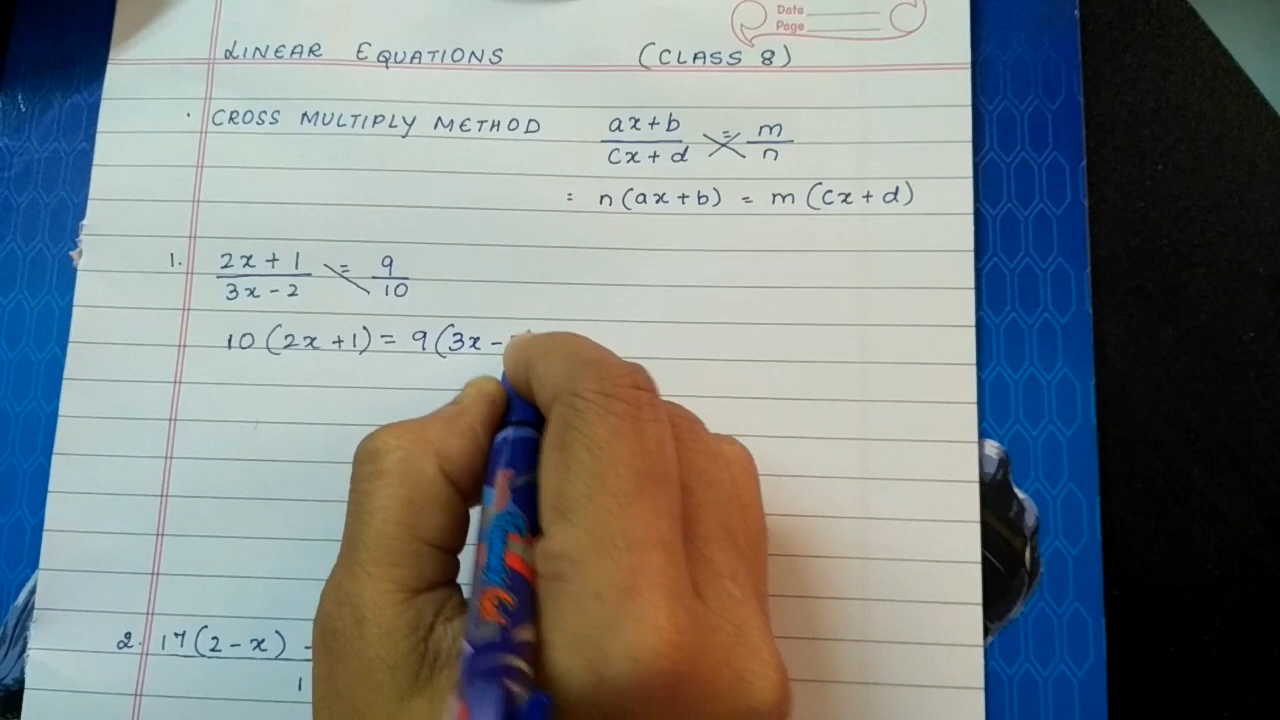 Date
Page
LINEAR EQUATIONS (CLASS 8)
· CROSS MULTIPLY METHOD ax+b / cx+d = m / n
= n(ax+b) = m(cx+d)
1. 2x+1 / 3x-2 = 9 / 10
10(2x+1) = 9(3x-
2. 17(2-x) -
1